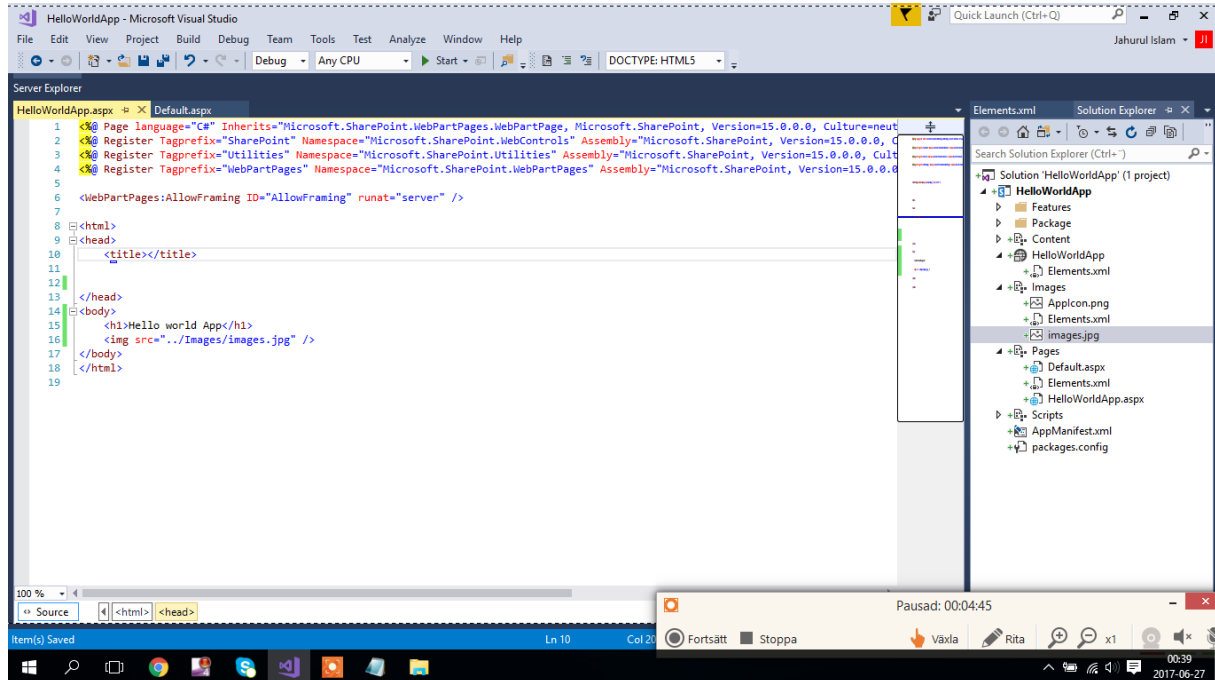 HelloWorldApp - Microsoft Visual Studio
Quick Launch (Ctrl+Q)
File Edit View Project Build Debug Team Tools Test Analyze Window Help
Jahurul Islam JI
Debug Any CPU Start DOCTYPE: HTML5
Server Explorer
HelloWorldApp.aspx Default.aspx
1 <%@ Page language="C#" Inherits="Microsoft.SharePoint.WebPartPages.WebPartPage, Microsoft.SharePoint, Version=15.0.0.0, Culture=neut
2 <%@ Register Tagprefix="SharePoint" Namespace="Microsoft.SharePoint.WebControls" Assembly="Microsoft.SharePoint, Version=15.0.0.0, C
3 <%@ Register Tagprefix="Utilities" Namespace="Microsoft.SharePoint.Utilities" Assembly="Microsoft.SharePoint, Version=15.0.0.0, Cult
4 <%@ Register Tagprefix="WebPartPages" Namespace="Microsoft.SharePoint.WebPartPages" Assembly="Microsoft.SharePoint, Version=15.0.0.0
5
6 <WebPartPages:AllowFraming ID="AllowFraming" runat="server" />
7
8 <html>
9 <head>
10 <title></title>
11
12
13 </head>
14 <body>
15 <h1>Hello world App</h1>
16 <img src="../Images/images.jpg" />
17 </body>
18 </html>
19
100 %
Source <html> <head>
Elements.xml Solution Explorer
Search Solution Explorer (Ctrl+¨)
Solution 'HelloWorldApp' (1 project)
HelloWorldApp
Features
Package
Content
HelloWorldApp
Elements.xml
Images
AppIcon.png
Elements.xml
images.jpg
Pages
Default.aspx
Elements.xml
HelloWorldApp.aspx
Scripts
AppManifest.xml
packages.config
Item(s) Saved Ln 10 Col 20
Pausad: 00:04:45
Fortsätt Stoppa Växla Rita x1
00:39
2017-06-27